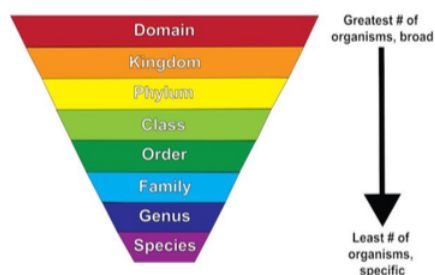 Domain
Kingdom
Phylum
Class
Order
Family
Genus
Species
Greatest # of
organisms, broad
Least # of
organisms,
specific